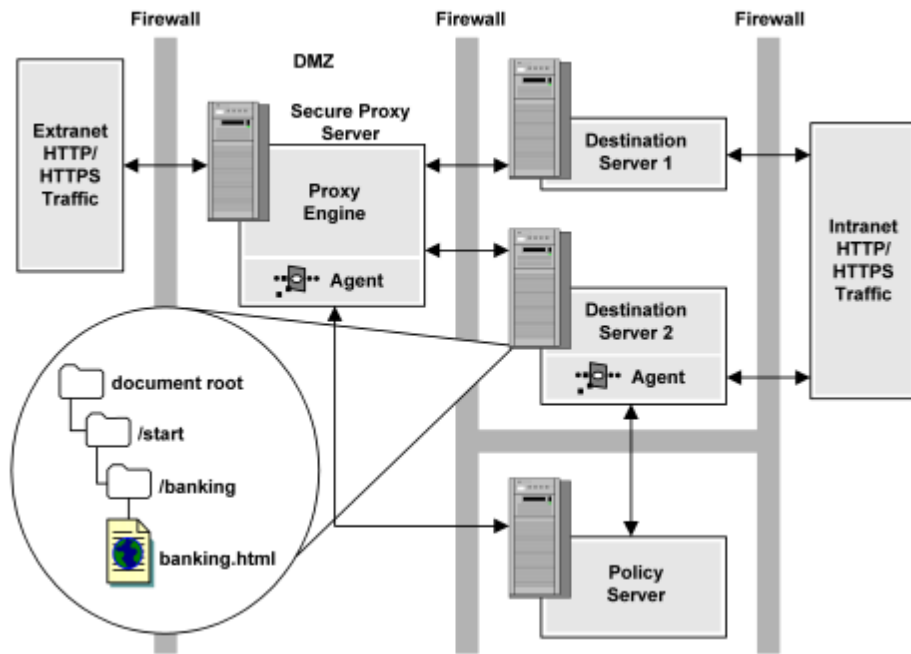 Firewall
Firewall
Firewall
DMZ
Secure Proxy
Server
Extranet
HTTP/
HTTPS
Traffic
Proxy
Engine
Agent
Destination
Server 1
Destination
Server 2
Agent
Intranet
HTTP/
HTTPS
Traffic
document root
/start
/banking
banking.html
Policy
Server